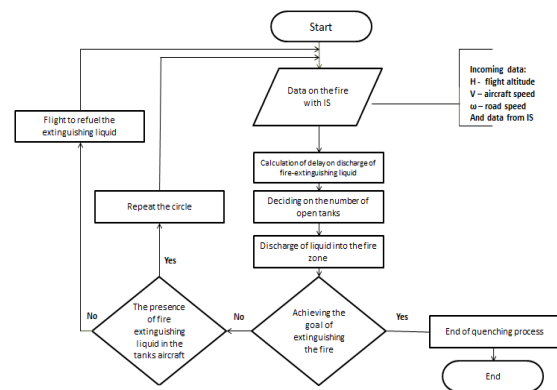 Start
Incoming data:
H - flight altitude
V – aircraft speed
ω – road speed
And data from IS
Data on the fire
with IS
Flight to refuel the
extinguishing liquid
Calculation of delay on discharge of
fire-extinguishing liquid
Deciding on the number of
open tanks
Repeat the circle
Discharge of liquid into the fire
zone
Yes
No
The presence
of fire
extinguishing
liquid in the
tanks aircraft
No
Achieving the
goal of
extinguishing
the fire
Yes
End of quenching process
End